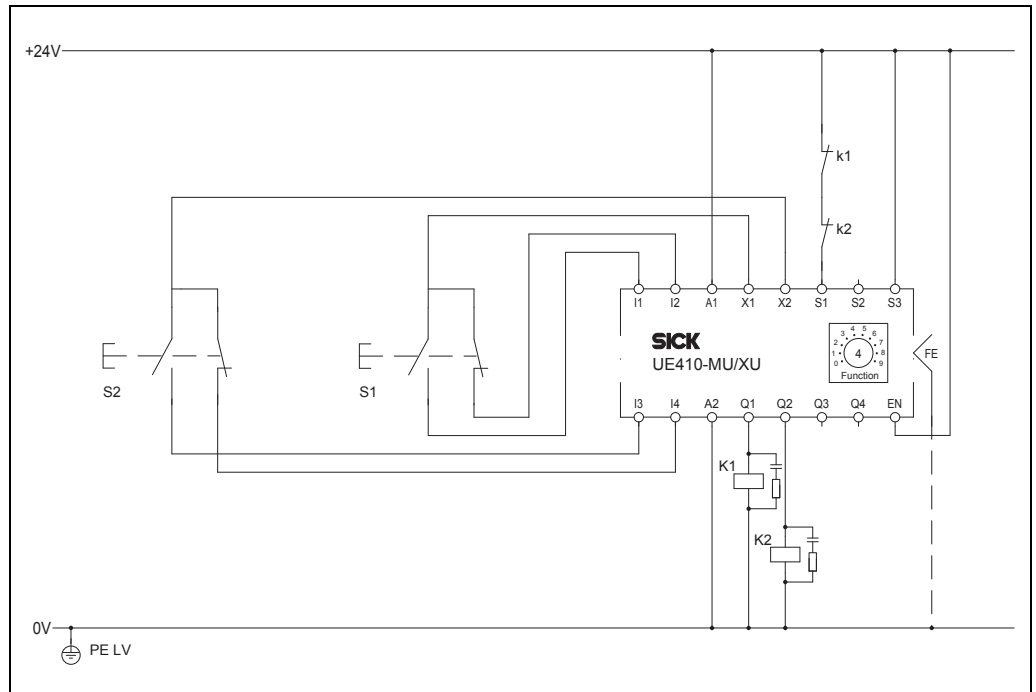 +24V
k1
k2
I1 I2 A1 X1 X2 S1 S2 S3
SICK
UE410-MU/XU
0 1 2 3 4 5 6 7 8 9
4
Function
FE
S2
S1
I3 I4 A2 Q1 Q2 Q3 Q4 EN
K1
K2
0V
PE LV